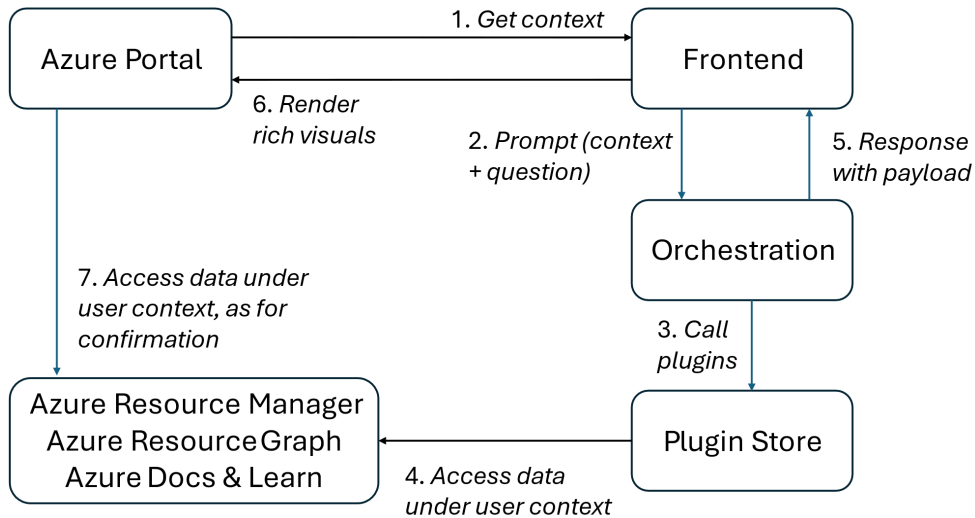 1. Get context
Azure Portal
Frontend
6. Render
rich visuals
2. Prompt (context
+ question)
5. Response
with payload
Orchestration
7. Access data under
user context, as for
confirmation
3. Call
plugins
Azure Resource Manager
Azure Resource Graph
Azure Docs & Learn
Plugin Store
4. Access data
under user context